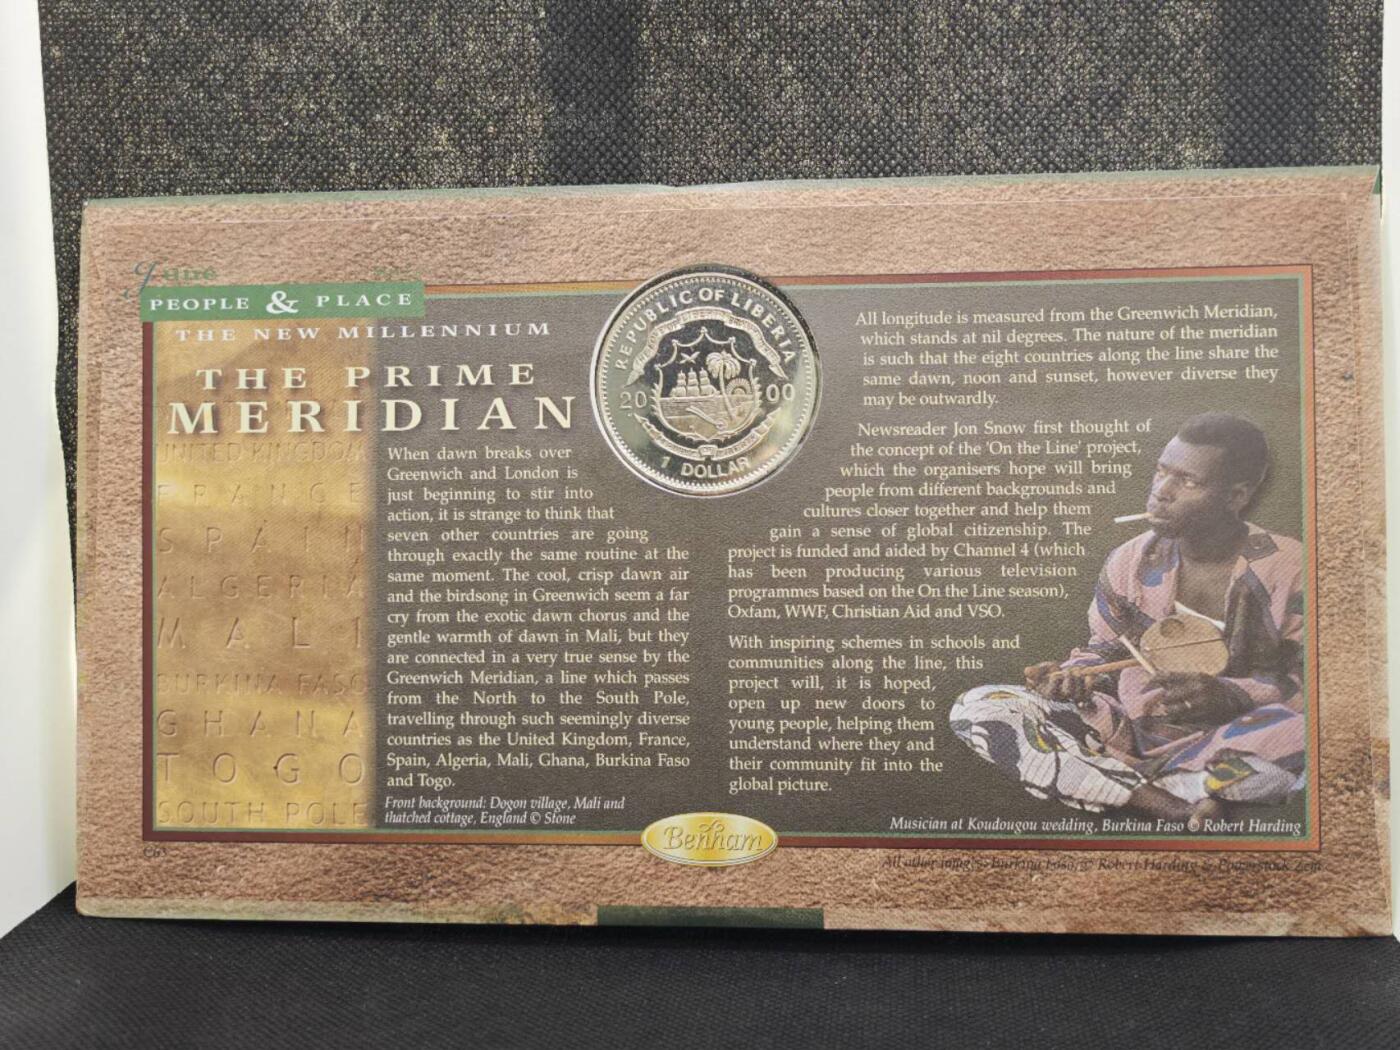 June
PEOPLE & PLACE
THE NEW MILLENNIUM
THE PRIME
MERIDIAN
UNITED KINGDOM
FRANCE
SPAIN
ALGERIA
MALI
BURKINA FASO
GHANA
TOGO
SOUTH POLE
When dawn breaks over
Greenwich and London is
just beginning to stir into
action, it is strange to think that
seven other countries are going
through exactly the same routine at the
same moment. The cool, crisp dawn air
and the birdsong in Greenwich seem a far
cry from the exotic dawn chorus and the
gentle warmth of dawn in Mali, but they
are connected in a very true sense by the
Greenwich Meridian, a line which passes
from the North to the South Pole,
travelling through such seemingly diverse
countries as the United Kingdom, France,
Spain, Algeria, Mali, Ghana, Burkina Faso
and Togo.
Front background: Dogon village, Mali and
thatched cottage, England © Stone
REPUBLIC OF LIBERIA
2000
1 DOLLAR
All longitude is measured from the Greenwich Meridian,
which stands at nil degrees. The nature of the meridian
is such that the eight countries along the line share the
same dawn, noon and sunset, however diverse they
may be outwardly.
Newsreader Jon Snow first thought of
the concept of the 'On the Line' project,
which the organisers hope will bring
people from different backgrounds and
cultures closer together and help them
gain a sense of global citizenship. The
project is funded and aided by Channel 4 (which
has been producing various television
programmes based on the On the Line season),
Oxfam, WWF, Christian Aid and VSO.
With inspiring schemes in schools and
communities along the line, this
project will, it is hoped,
open up new doors to
young people, helping them
understand where they and
their community fit into the
global picture.
Musician at Koudougou wedding, Burkina Faso © Robert Harding
Benham
All other images: Burkina Faso, © Robert Harding & Powerstock Zefa